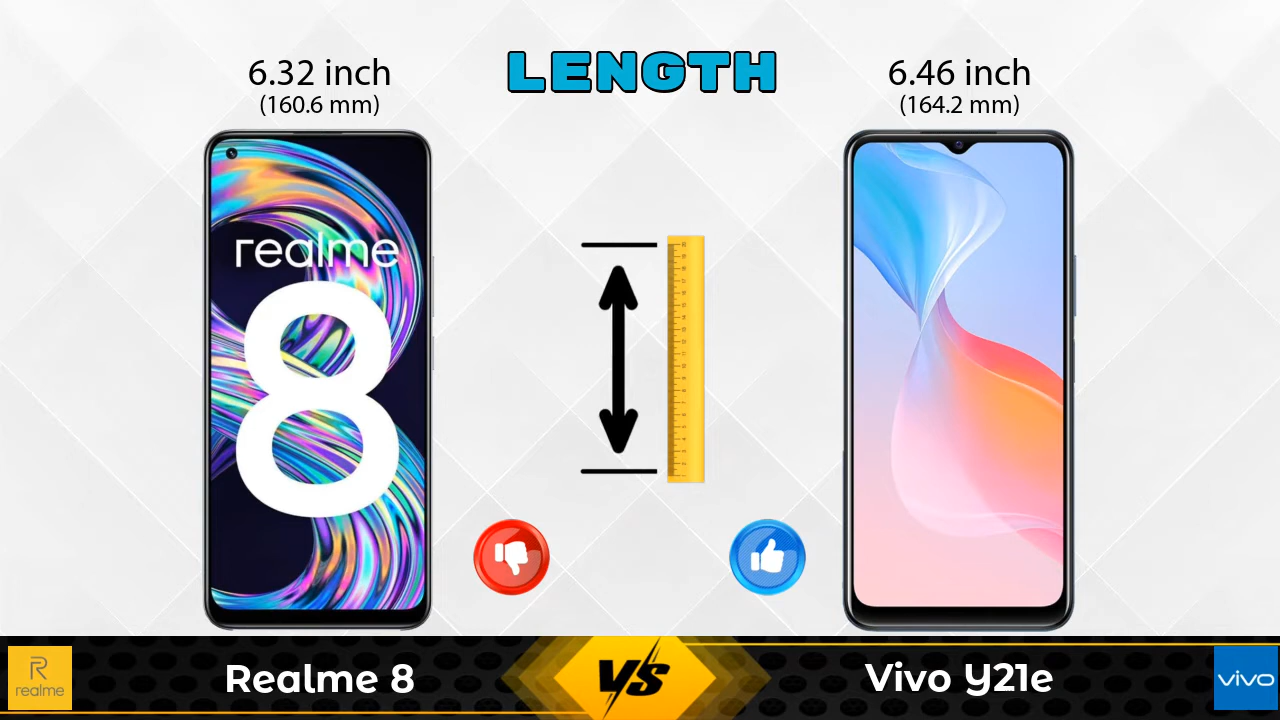 LENGTH
6.32 inch
(160.6 mm)
6.46 inch
(164.2 mm)
realme
8
realme
Realme 8
VS
Vivo Y21e
vivo